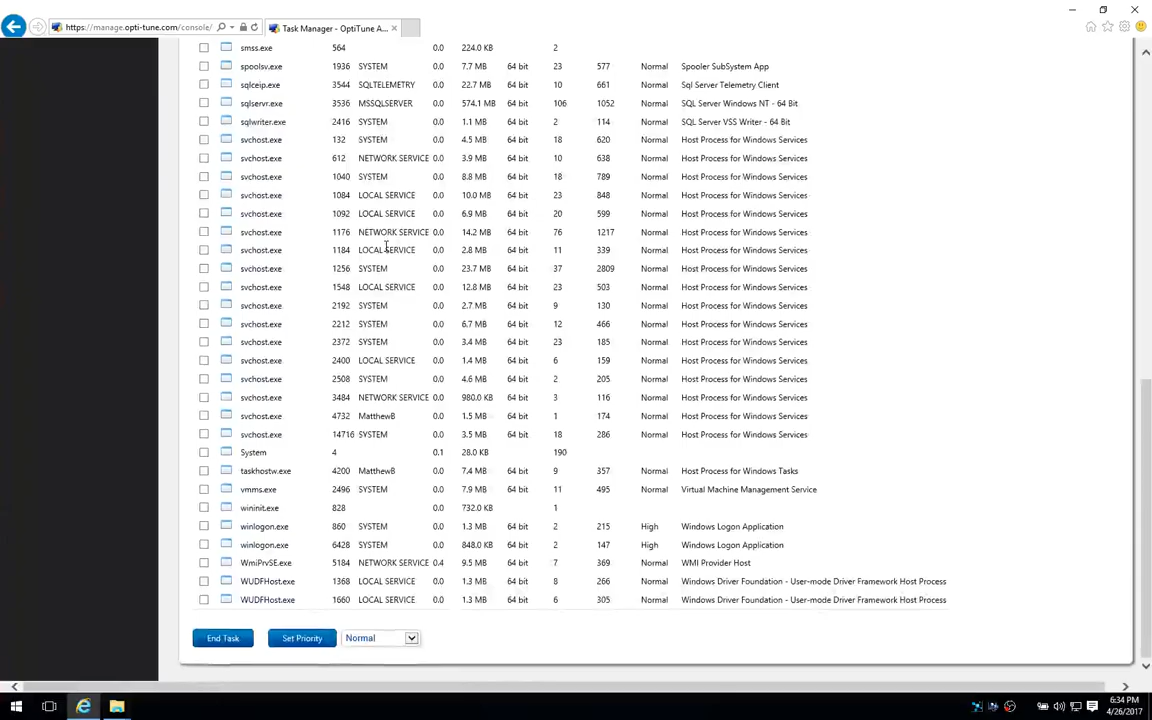 https://manage.opti-tune.com/console/
Task Manager - OptiTune A...
smss.exe 564 0.0 224.0 KB 2
spoolsv.exe 1936 SYSTEM 0.0 7.7 MB 64 bit 23 577 Normal Spooler SubSystem App
sqlceip.exe 3544 SQLTELEMETRY 0.0 22.7 MB 64 bit 10 661 Normal Sql Server Telemetry Client
sqlservr.exe 3536 MSSQLSERVER 0.0 574.1 MB 64 bit 106 1052 Normal SQL Server Windows NT - 64 Bit
sqlwriter.exe 2416 SYSTEM 0.0 1.1 MB 64 bit 2 114 Normal SQL Server VSS Writer - 64 Bit
svchost.exe 132 SYSTEM 0.0 4.5 MB 64 bit 18 620 Normal Host Process for Windows Services
svchost.exe 612 NETWORK SERVICE 0.0 3.9 MB 64 bit 10 638 Normal Host Process for Windows Services
svchost.exe 1040 SYSTEM 0.0 8.8 MB 64 bit 18 789 Normal Host Process for Windows Services
svchost.exe 1084 LOCAL SERVICE 0.0 10.0 MB 64 bit 23 848 Normal Host Process for Windows Services
svchost.exe 1092 LOCAL SERVICE 0.0 6.9 MB 64 bit 20 599 Normal Host Process for Windows Services
svchost.exe 1176 NETWORK SERVICE 0.0 14.2 MB 64 bit 76 1217 Normal Host Process for Windows Services
svchost.exe 1184 LOCAL SERVICE 0.0 2.8 MB 64 bit 11 339 Normal Host Process for Windows Services
svchost.exe 1256 SYSTEM 0.0 23.7 MB 64 bit 37 2809 Normal Host Process for Windows Services
svchost.exe 1548 LOCAL SERVICE 0.0 12.8 MB 64 bit 23 503 Normal Host Process for Windows Services
svchost.exe 2192 SYSTEM 0.0 2.7 MB 64 bit 9 130 Normal Host Process for Windows Services
svchost.exe 2212 SYSTEM 0.0 6.7 MB 64 bit 12 466 Normal Host Process for Windows Services
svchost.exe 2372 SYSTEM 0.0 3.4 MB 64 bit 23 185 Normal Host Process for Windows Services
svchost.exe 2400 LOCAL SERVICE 0.0 1.4 MB 64 bit 6 159 Normal Host Process for Windows Services
svchost.exe 2508 SYSTEM 0.0 4.6 MB 64 bit 2 205 Normal Host Process for Windows Services
svchost.exe 3484 NETWORK SERVICE 0.0 980.0 KB 64 bit 3 116 Normal Host Process for Windows Services
svchost.exe 4732 MatthewB 0.0 1.5 MB 64 bit 1 174 Normal Host Process for Windows Services
svchost.exe 14716 SYSTEM 0.0 3.5 MB 64 bit 18 286 Normal Host Process for Windows Services
System 4 0.1 28.0 KB 190
taskhostw.exe 4200 MatthewB 0.0 7.4 MB 64 bit 9 357 Normal Host Process for Windows Tasks
vmms.exe 2496 SYSTEM 0.0 7.9 MB 64 bit 11 495 Normal Virtual Machine Management Service
wininit.exe 828 0.0 732.0 KB 1
winlogon.exe 860 SYSTEM 0.0 1.3 MB 64 bit 2 215 High Windows Logon Application
winlogon.exe 6428 SYSTEM 0.0 848.0 KB 64 bit 2 147 High Windows Logon Application
WmiPrvSE.exe 5184 NETWORK SERVICE 0.4 9.5 MB 64 bit 7 369 Normal WMI Provider Host
WUDFHost.exe 1368 LOCAL SERVICE 0.0 1.3 MB 64 bit 8 266 Normal Windows Driver Foundation - User-mode Driver Framework Host Process
WUDFHost.exe 1660 LOCAL SERVICE 0.0 1.3 MB 64 bit 6 305 Normal Windows Driver Foundation - User-mode Driver Framework Host Process
End Task Set Priority Normal
6:34 PM
4/26/2017